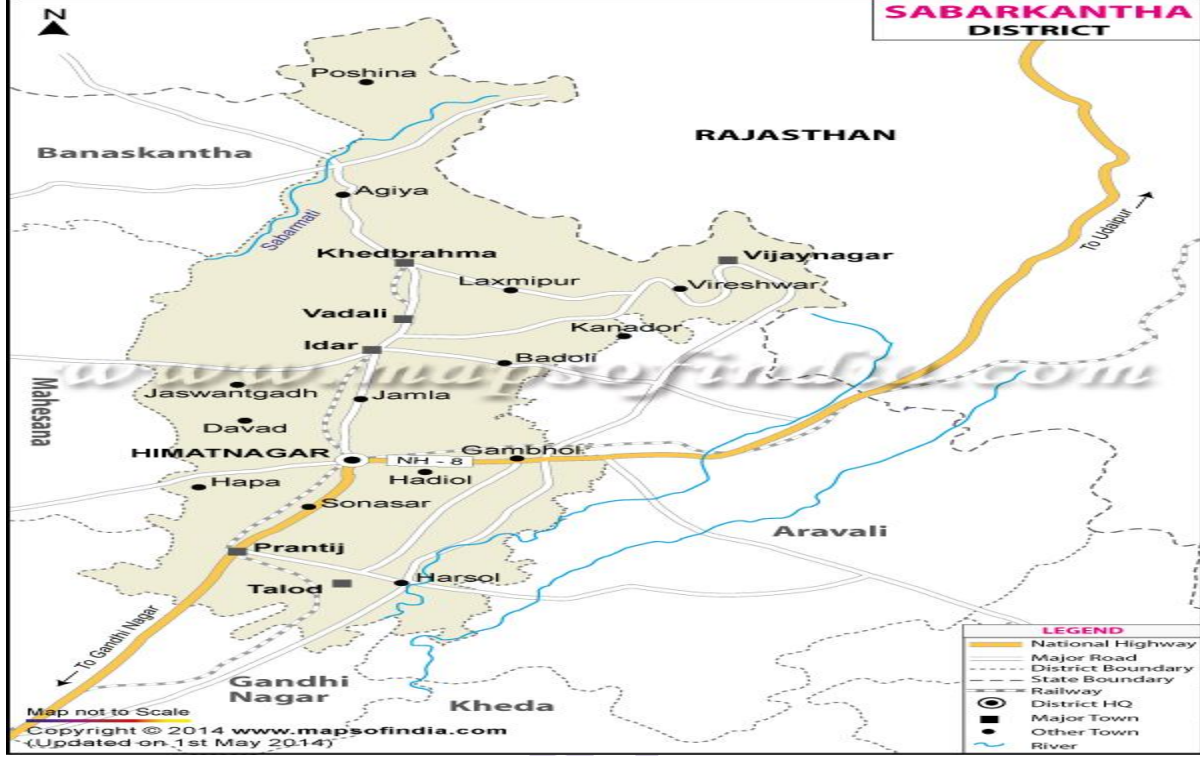 N
SABARKANTHA
DISTRICT
Poshina
RAJASTHAN
Banaskantha
Agiya
To Udaipur
Sabarmati
Khedbrahma
Vijaynagar
Laxmipur
Vireshwar
Vadali
Kanador
Idar
Badoli
www.mapsofindia.com
Mahesana
Jaswantgadh
Jamla
Davad
HIMATNAGAR
NH - 8
Gambhoi
Hapa
Hadiol
Sonasar
Aravali
Prantij
Talod
Harsol
To Gandhi Nagar
Gandhi
Nagar
Kheda
LEGEND
National Highway
Major Road
District Boundary
State Boundary
Railway
District HQ
Major Town
Other Town
River
Map not to Scale
Copyright © 2014 www.mapsofindia.com
(Updated on 1st May 2014)